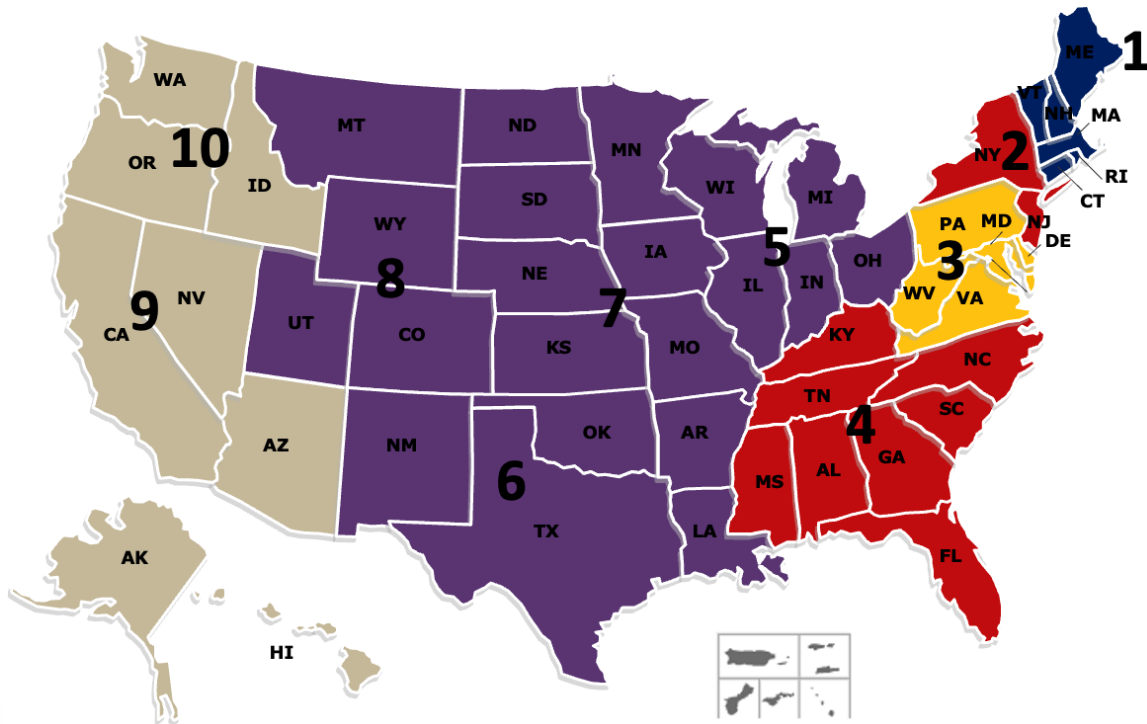 ME
1
WA
VT
NH
MA
MT
ND
10
OR
NY
2
MN
RI
ID
WI
MI
SD
CT
WY
PA
MD
NJ
DE
IA
5
OH
3
8
NE
IL
IN
WV
VA
NV
7
9
UT
CO
CA
KY
KS
MO
NC
TN
SC
4
AZ
NM
OK
AR
GA
AL
6
MS
TX
LA
AK
FL
HI